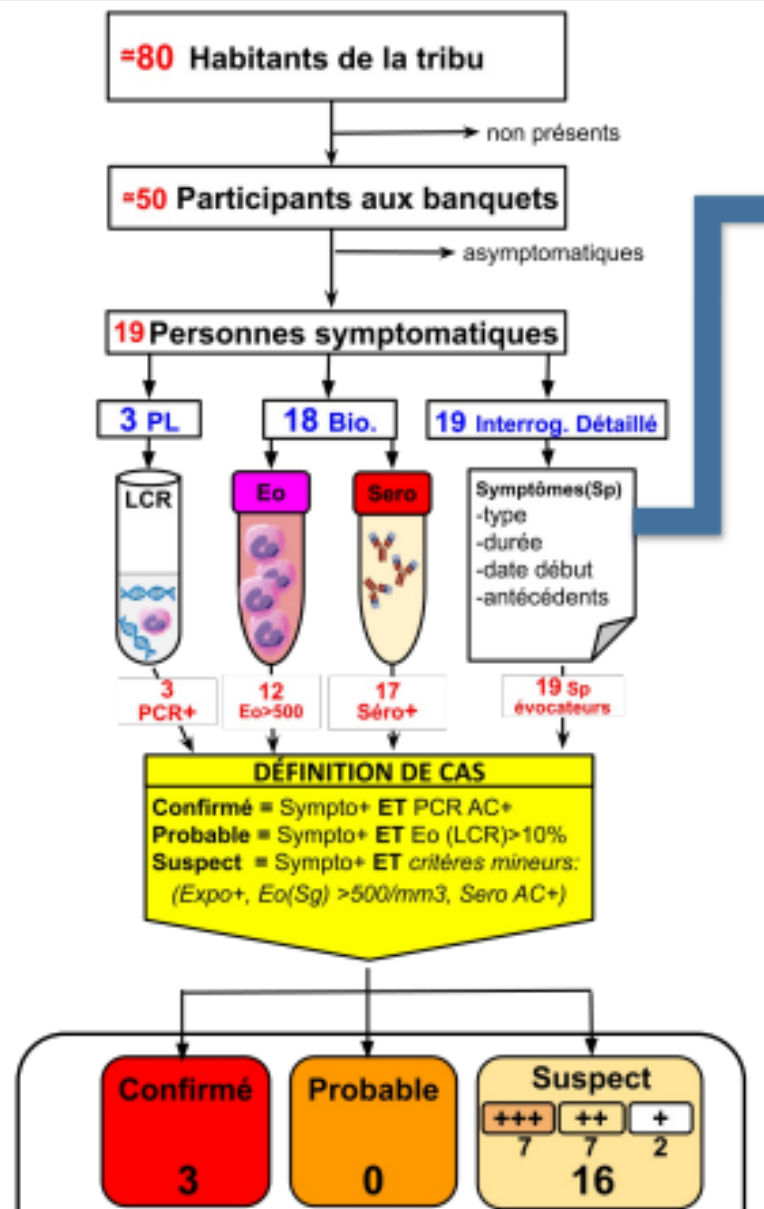 ≈80 Habitants de la tribu
non présents
≈50 Participants aux banquets
asymptomatiques
19 Personnes symptomatiques
3 PL
18 Bio.
19 Interrog. Détaillé
LCR
Eo
Sero
Symptômes(Sp)
-type
-durée
-date début
-antécédents
3
PCR+
12
Eo>500
17
Séro+
19 Sp
évocateurs
DÉFINITION DE CAS
Confirmé = Sympto+ ET PCR AC+
Probable = Sympto+ ET Eo (LCR)>10%
Suspect = Sympto+ ET critères mineurs:
(Expo+, Eo(Sg) >500/mm3, Sero AC+)
Confirmé
3
Probable
0
Suspect
+++ ++ +
7 7 2
16